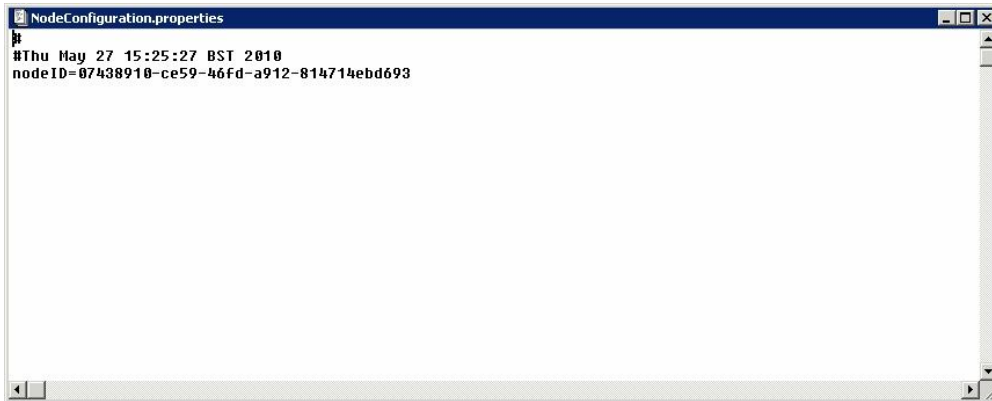 NodeConfiguration.properties
#
#Thu May 27 15:25:27 BST 2010
nodeID=07438910-ce59-46fd-a912-814714ebd693